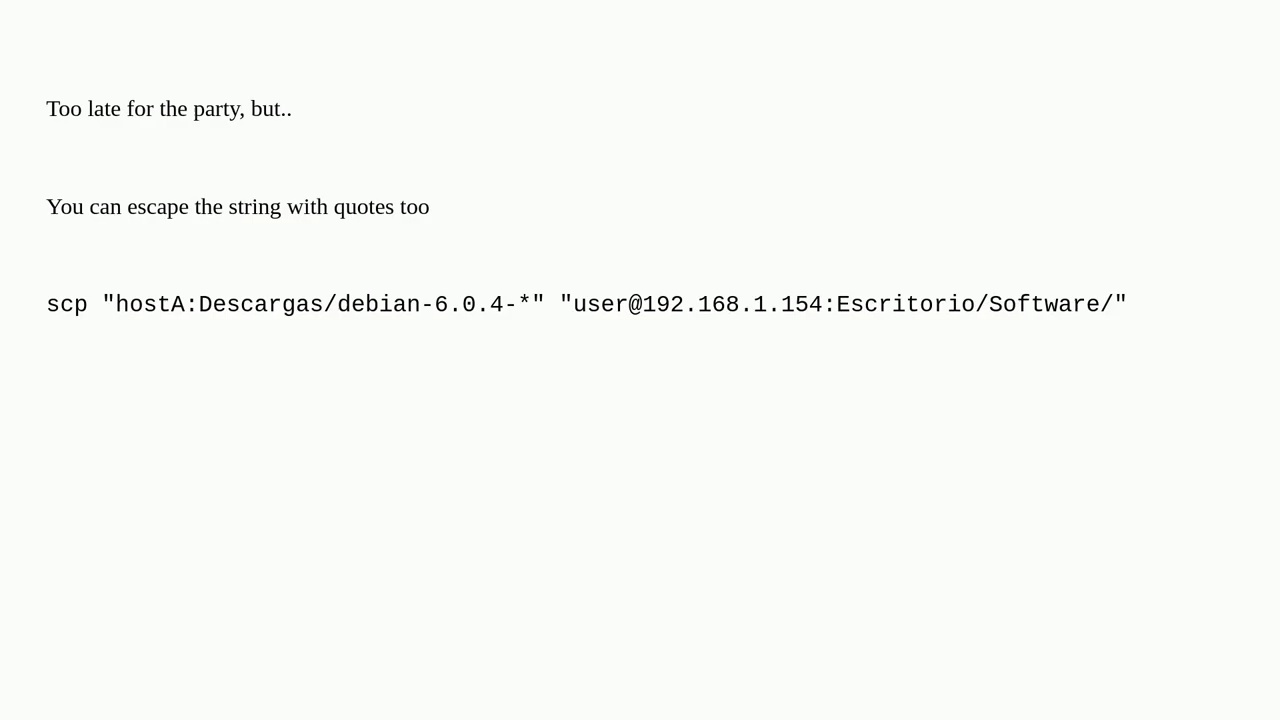 Too late for the party, but..
You can escape the string with quotes too
scp "hostA:Descargas/debian-6.0.4-*" "user@192.168.1.154:Escritorio/Software/"